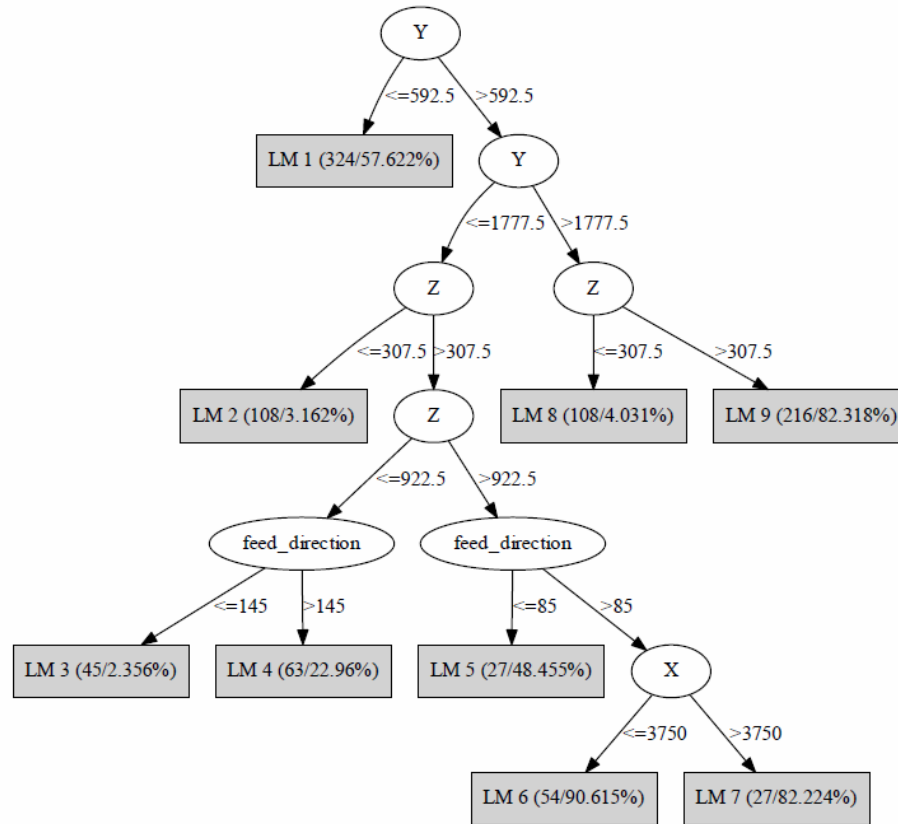 Y
<=592.5 >592.5
LM 1 (324/57.622%)
Y
<=1777.5 >1777.5
Z Z
<=307.5 >307.5 <=307.5 >307.5
LM 2 (108/3.162%) Z LM 8 (108/4.031%) LM 9 (216/82.318%)
<=922.5 >922.5
feed_direction feed_direction
<=145 >145 <=85 >85
LM 3 (45/2.356%) LM 4 (63/22.96%) LM 5 (27/48.455%) X
<=3750 >3750
LM 6 (54/90.615%) LM 7 (27/82.224%)